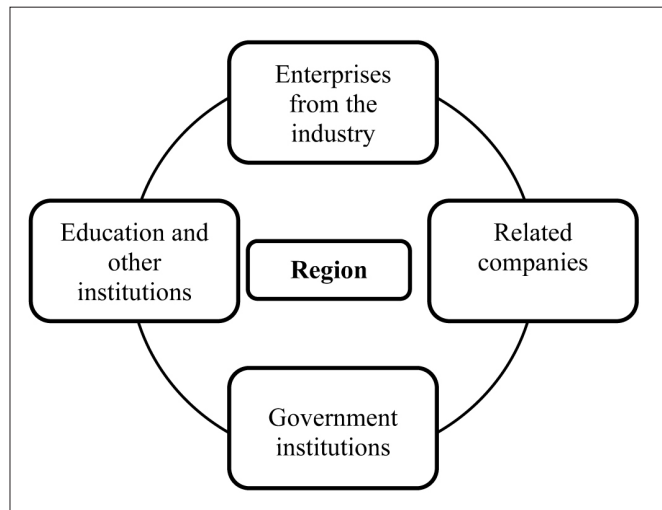 Enterprises
from the
industry
Education and
other
institutions
Region
Related
companies
Government
institutions